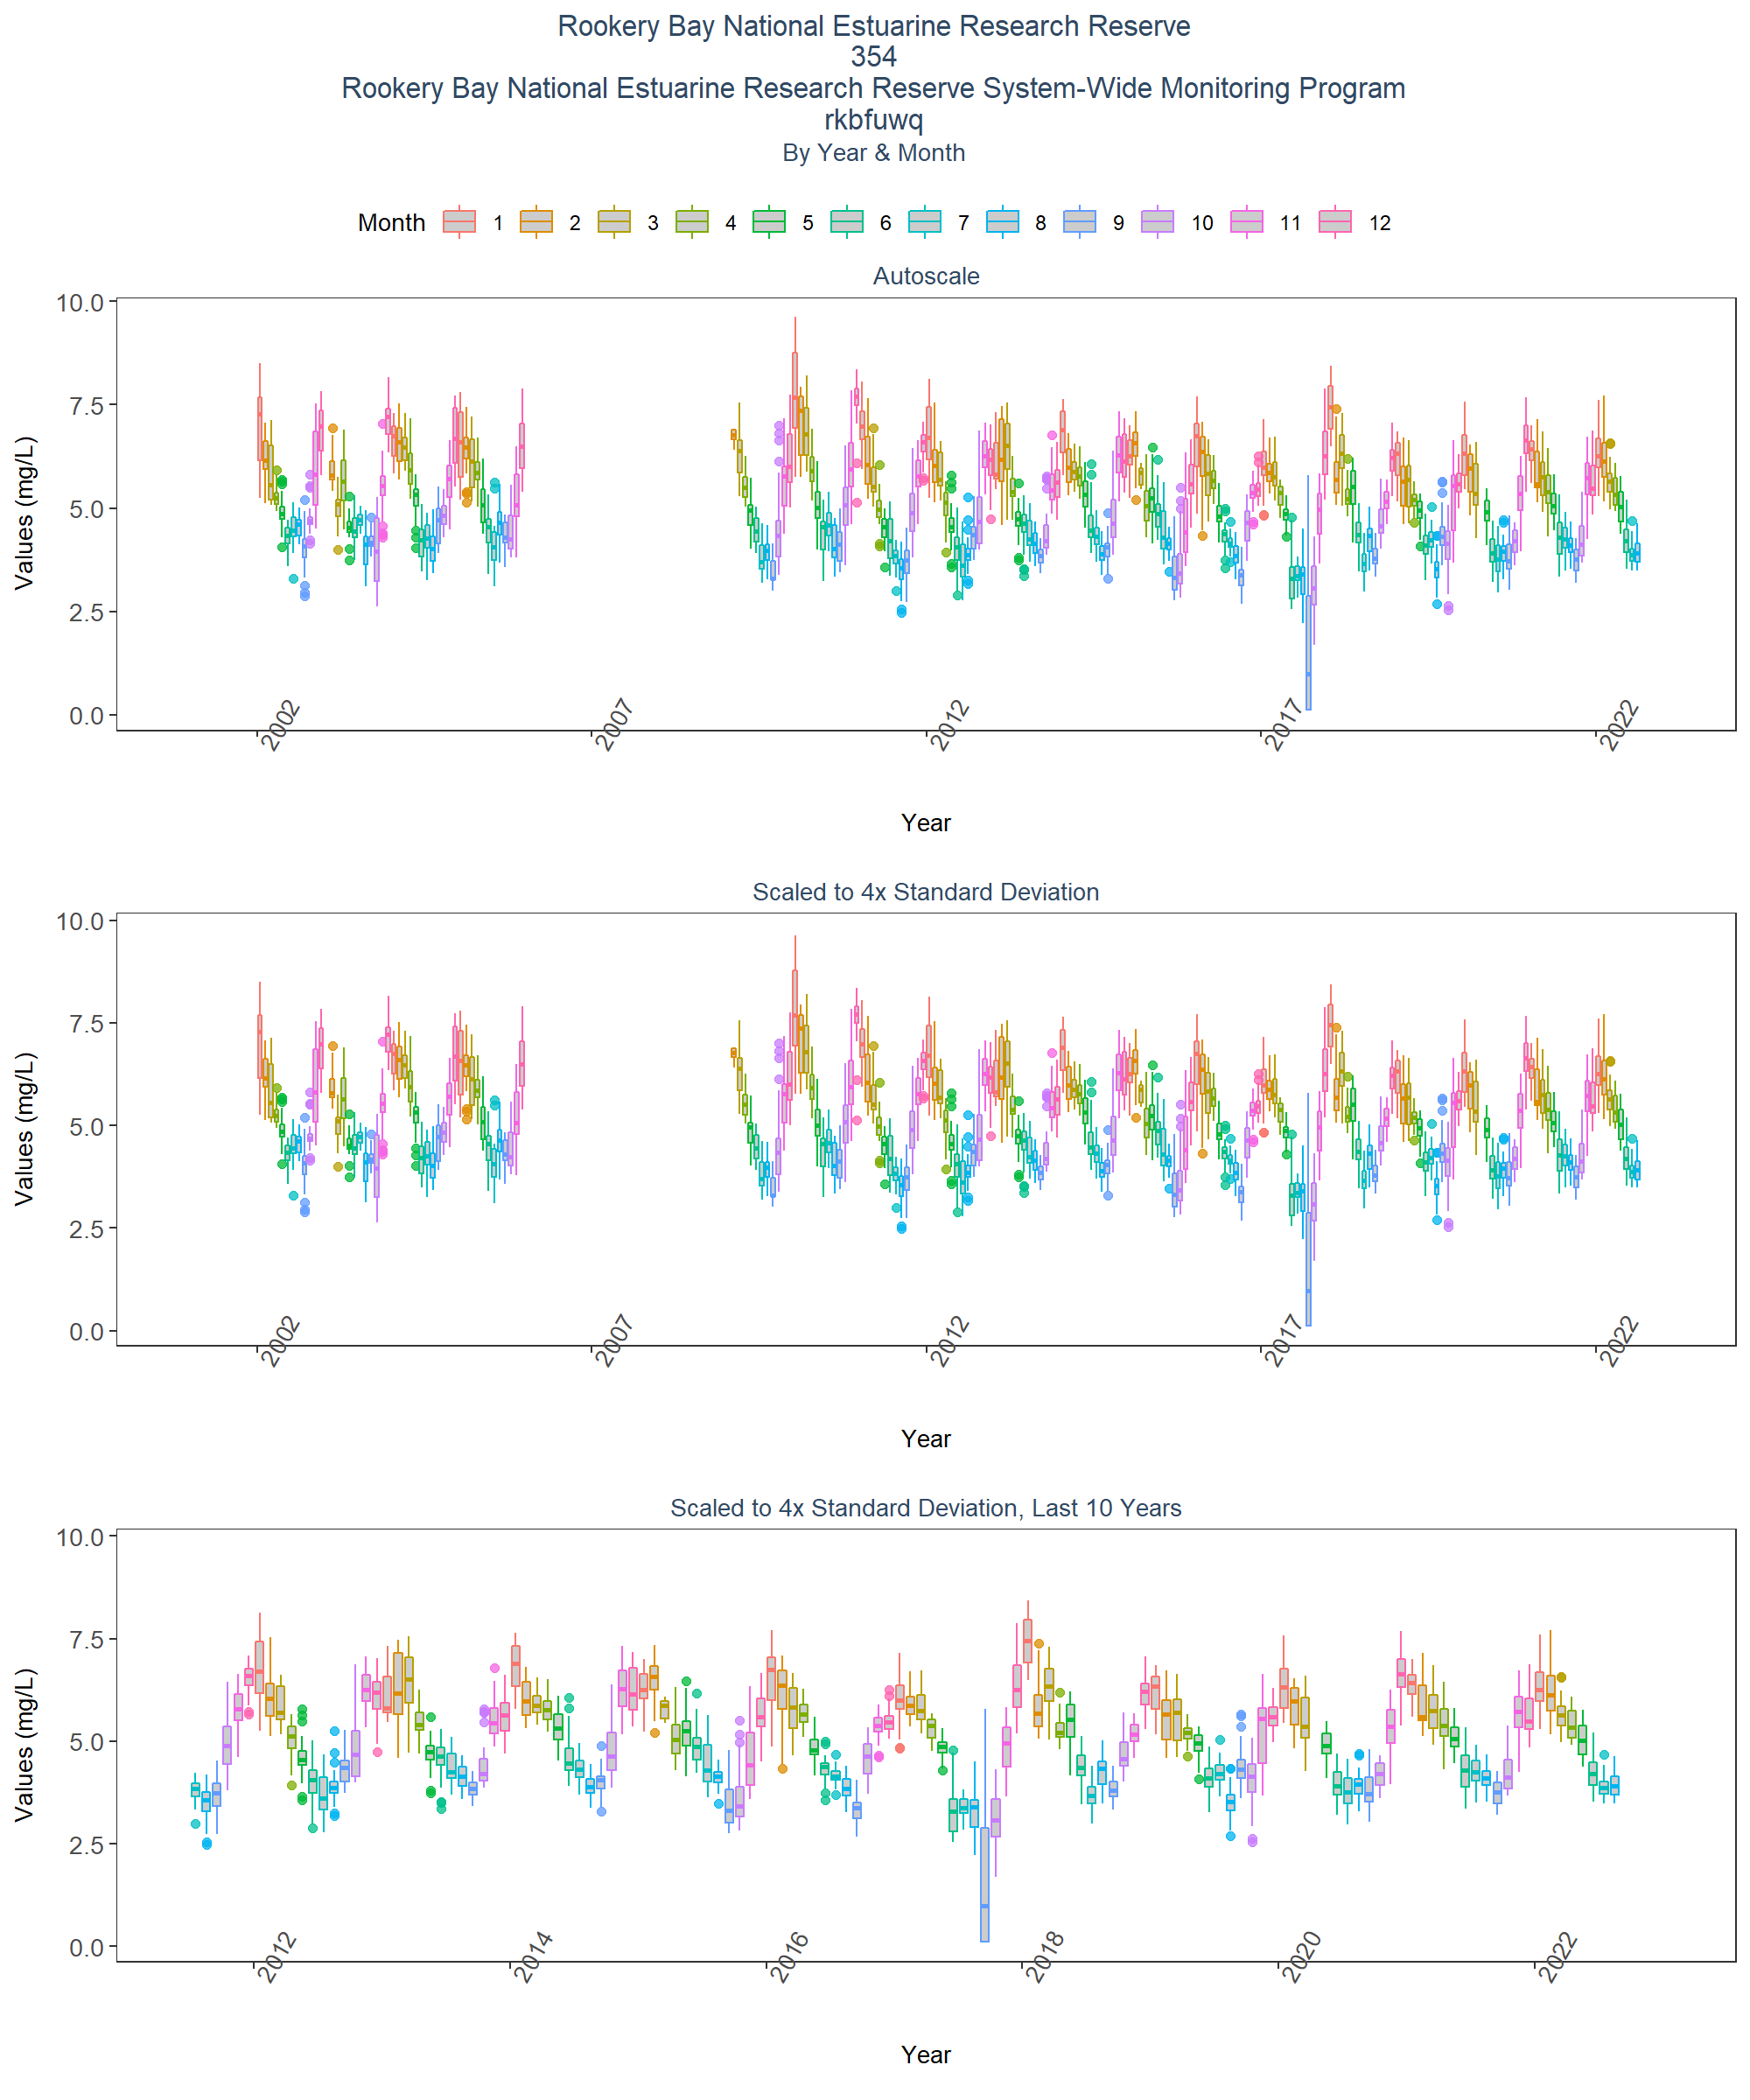 Rookery Bay National Estuarine Research Reserve
354
Rookery Bay National Estuarine Research Reserve System-Wide Monitoring Program
rkbfuwq
By Year & Month
Month 1 2 3 4 5 6 7 8 9 10 11 12
Autoscale
Values (mg/L)
10.0
7.5
5.0
2.5
0.0
2002 2007 2012 2017 2022
Year
Scaled to 4x Standard Deviation
Values (mg/L)
10.0
7.5
5.0
2.5
0.0
2002 2007 2012 2017 2022
Year
Scaled to 4x Standard Deviation, Last 10 Years
Values (mg/L)
10.0
7.5
5.0
2.5
0.0
2012 2014 2016 2018 2020 2022
Year